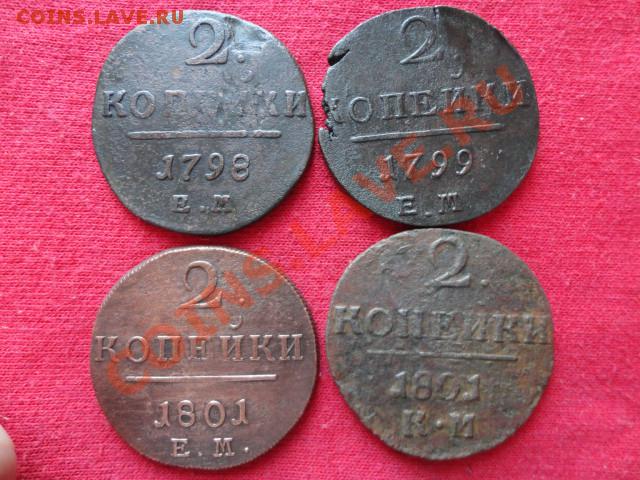 COINS.LAVE.RU
2.
КОПЕЙКИ
1798
Е.М
2.
КОПЕЙКИ
1799
Е.М
2.
КОПЕЙКИ
1801
Е.М.
2.
КОПЕЙКИ
1801
К·М
COINS.LAVE.RU